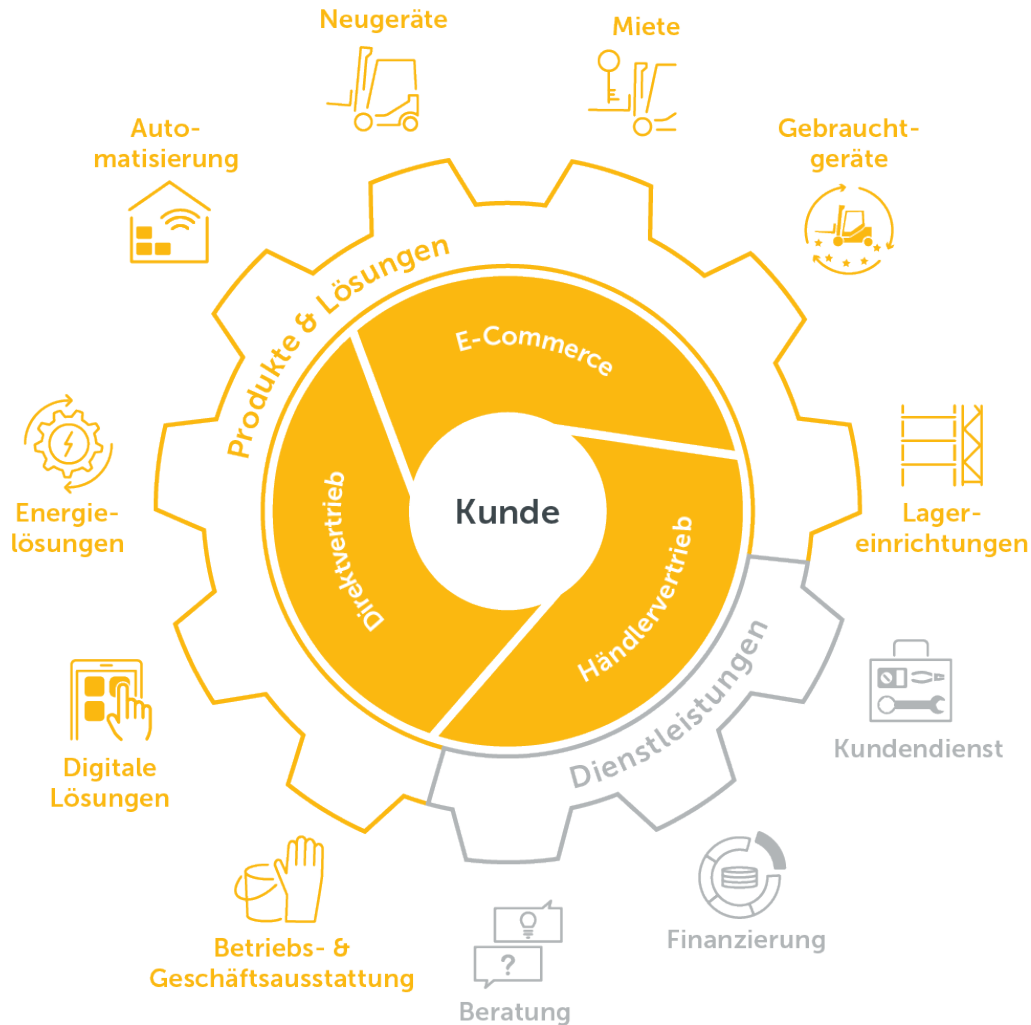 Neugeräte
Miete
Auto-
matisierung
Gebraucht-
geräte
Produkte & Lösungen
E-Commerce
Direktvertrieb
Kunde
Händlervertrieb
Energie-
lösungen
Lager-
einrichtungen
Dienstleistungen
Digitale
Lösungen
Kundendienst
Betriebs- &
Geschäftsausstattung
Finanzierung
?
Beratung